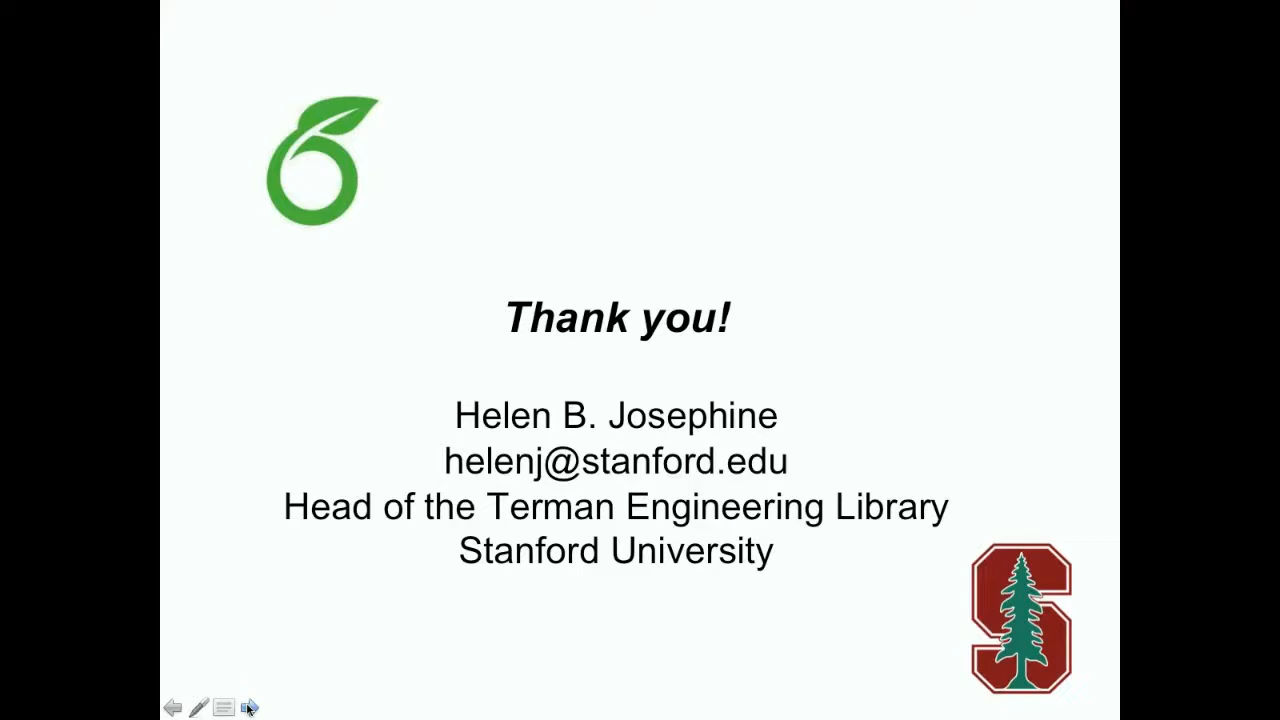 Thank you!
Helen B. Josephine
helenj@stanford.edu
Head of the Terman Engineering Library
Stanford University
S